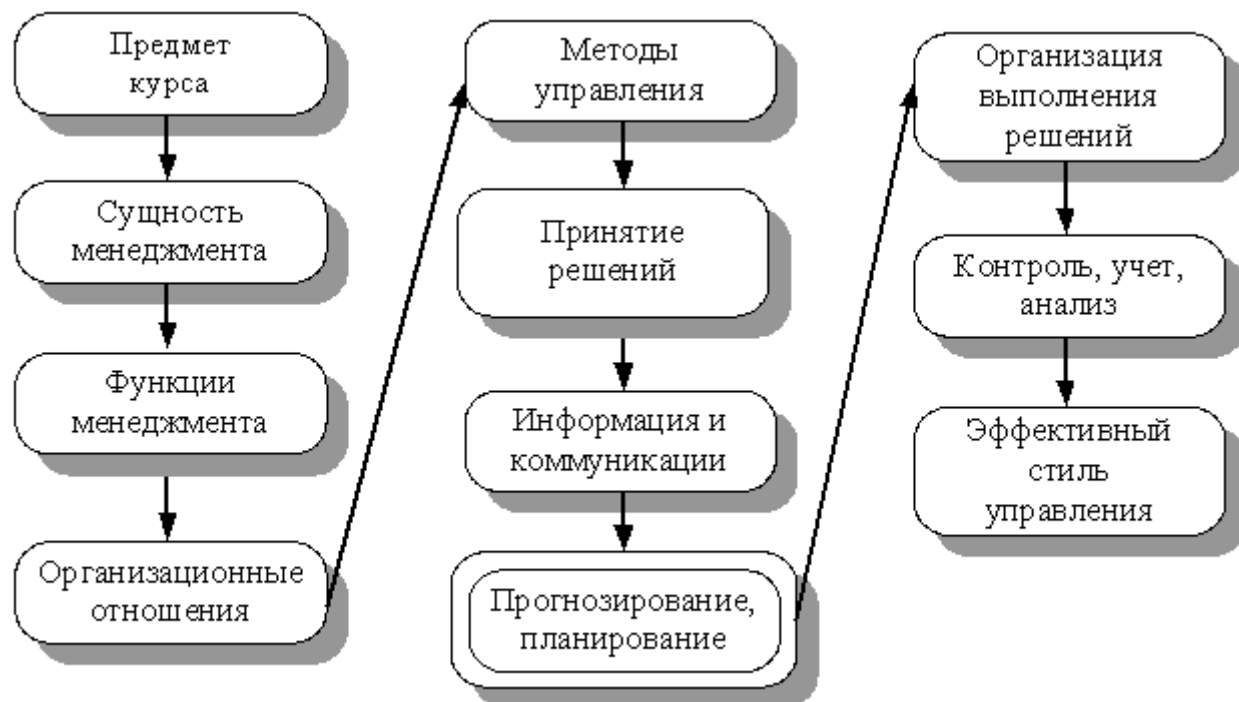 Предмет
курса
Сущность
менеджмента
Функции
менеджмента
Организационные
отношения
Методы
управления
Принятие
решений
Информация и
коммуникации
Прогнозирование,
планирование
Организация
выполнения
решений
Контроль, учет,
анализ
Эффективный
стиль
управления